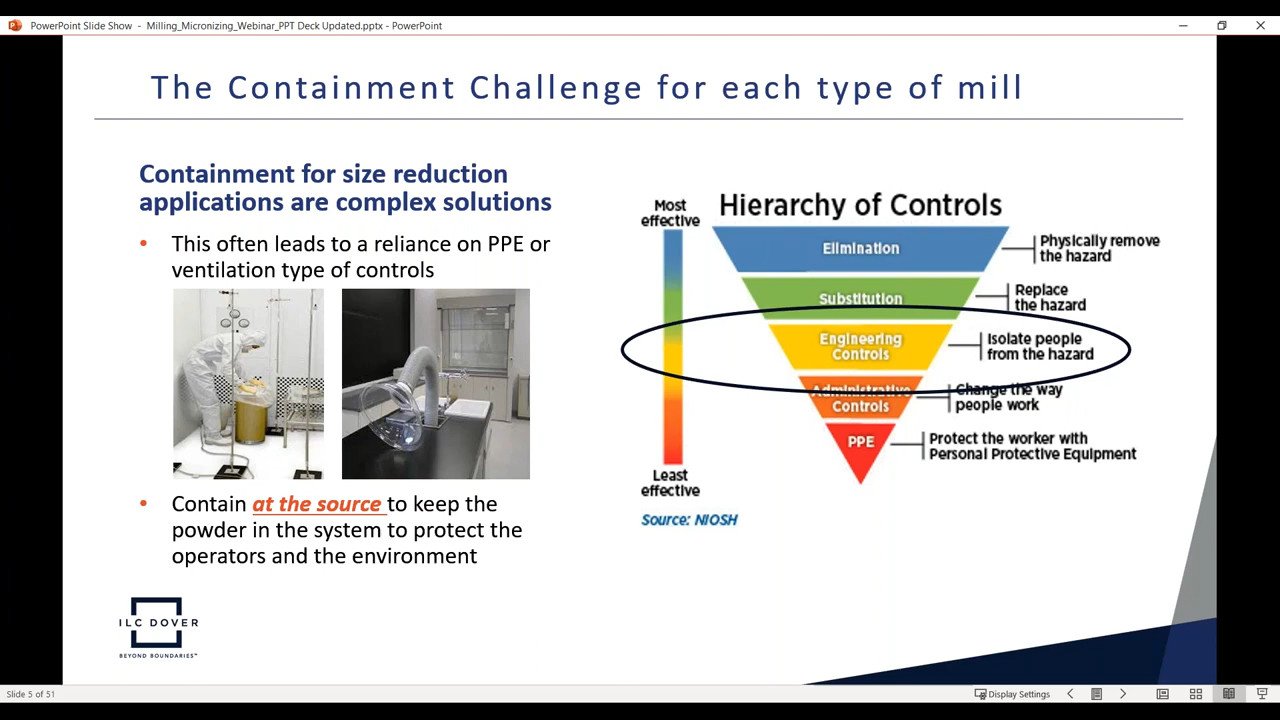 PowerPoint Slide Show - Milling_Micronizing_Webinar_PPT Deck Updated.pptx - PowerPoint
The Containment Challenge for each type of mill
Containment for size reduction
applications are complex solutions
• This often leads to a reliance on PPE or
ventilation type of controls
• Contain at the source to keep the
powder in the system to protect the
operators and the environment
ILC DOVER
BEYOND BOUNDARIES™
Hierarchy of Controls
Most
effective
Elimination
Physically remove
the hazard
Substitution
Replace
the hazard
Engineering
Controls
Isolate people
from the hazard
Administrative
Controls
Change the way
people work
PPE
Protect the worker with
Personal Protective Equipment
Least
effective
Source: NIOSH
Slide 5 of 51
Display Settings